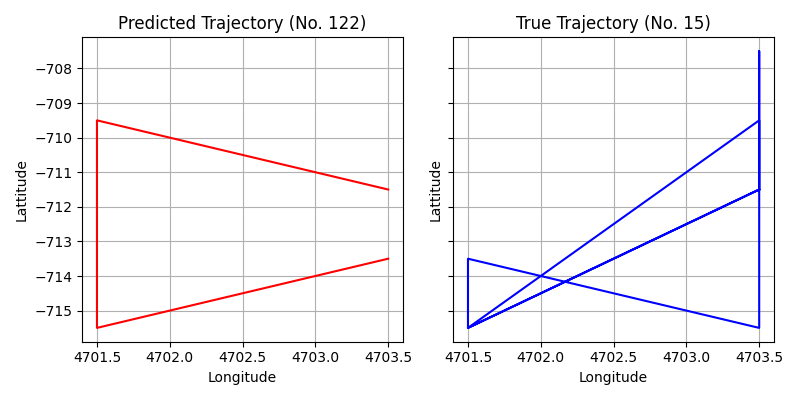 Predicted Trajectory (No. 122)
True Trajectory (No. 15)
Lattitude
−708
−709
−710
−711
−712
−713
−714
−715
4701.5 4702.0 4702.5 4703.0 4703.5
Longitude
Lattitude
4701.5 4702.0 4702.5 4703.0 4703.5
Longitude